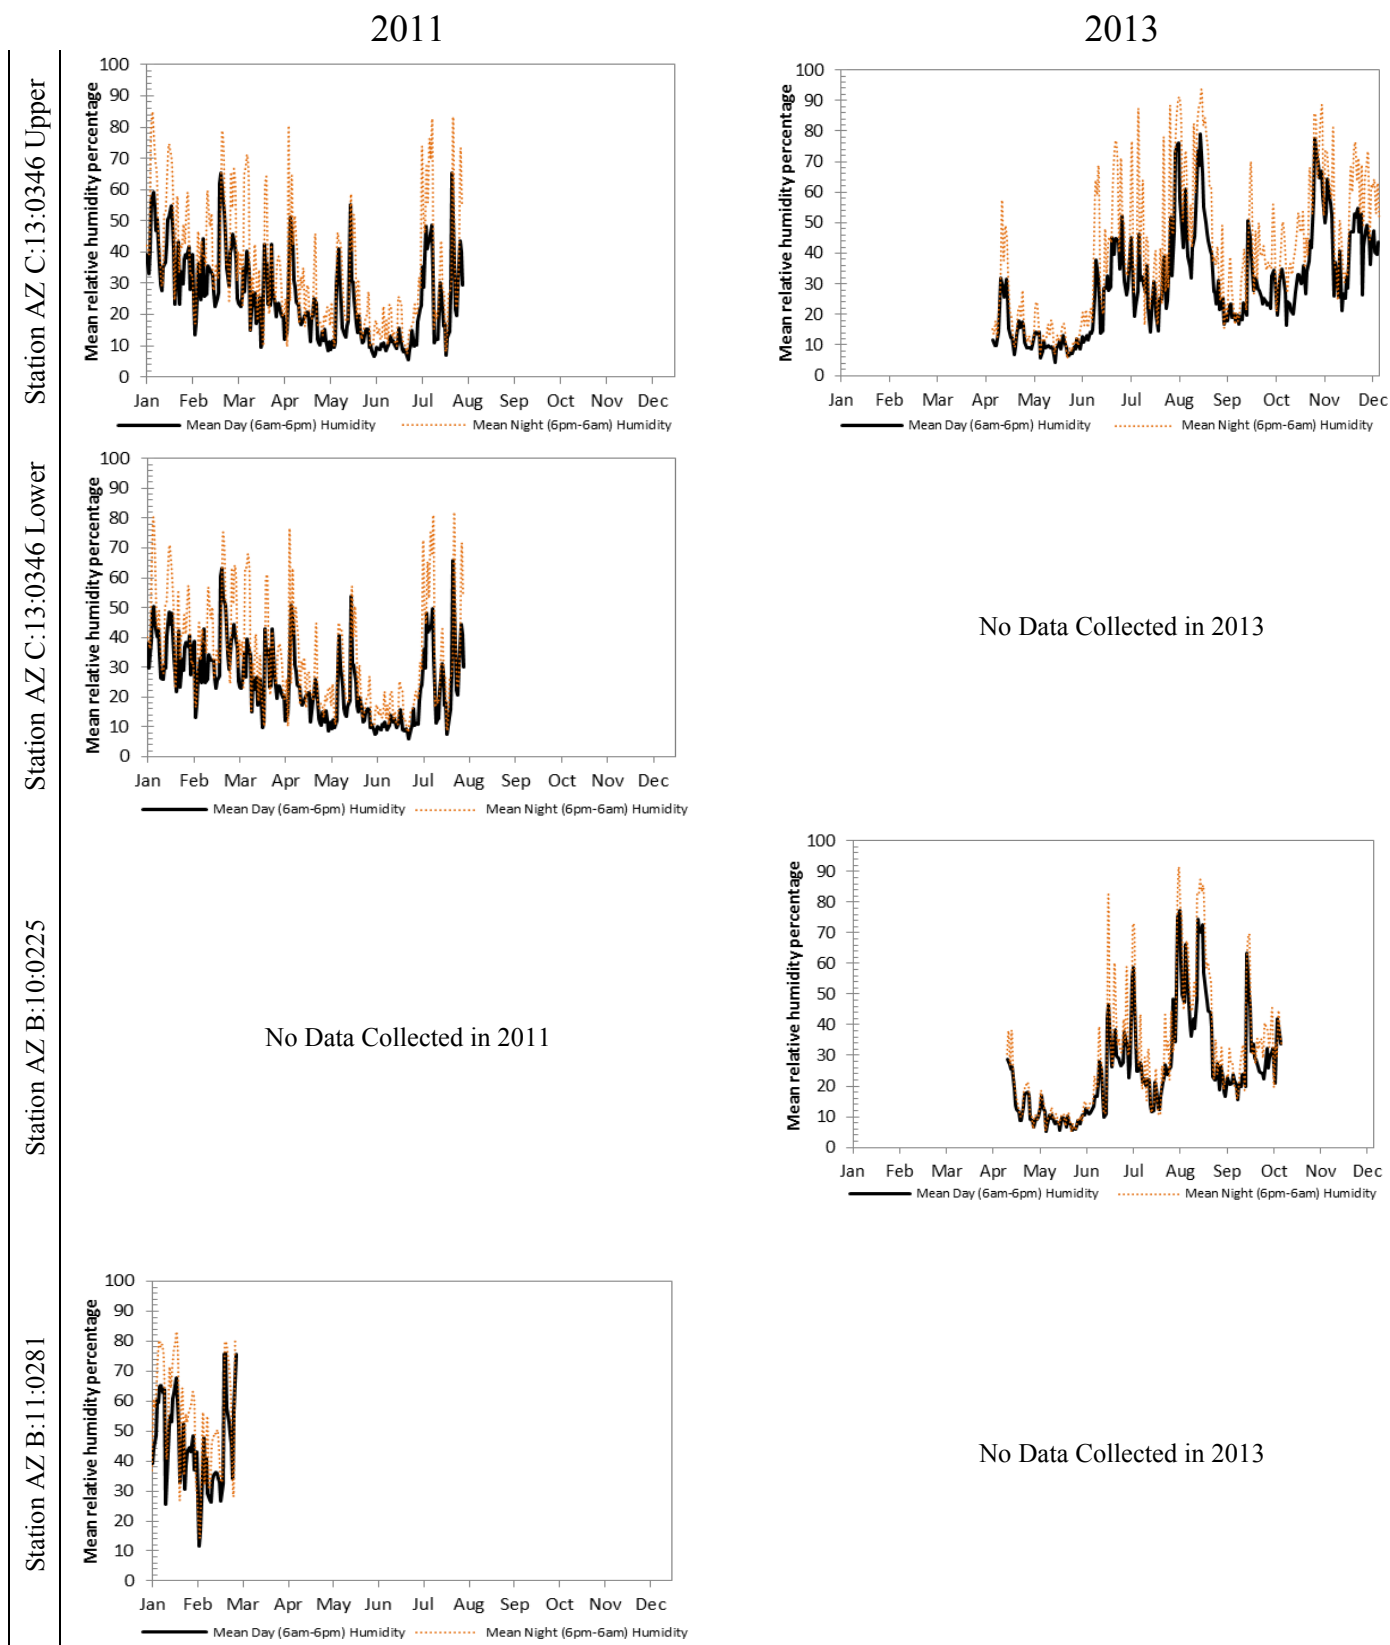 2011
2013
Station AZ C:13:0346 Upper
Mean relative humidity percentage
100
90
80
70
60
50
40
30
20
10
0
Jan Feb Mar Apr May Jun Jul Aug Sep Oct Nov Dec
Mean Day (6am-6pm) Humidity Mean Night (6pm-6am) Humidity
Mean relative humidity percentage
100
90
80
70
60
50
40
30
20
10
0
Jan Feb Mar Apr May Jun Jul Aug Sep Oct Nov Dec
Mean Day (6am-6pm) Humidity Mean Night (6pm-6am) Humidity
Station AZ C:13:0346 Lower
Mean relative humidity percentage
100
90
80
70
60
50
40
30
20
10
0
Jan Feb Mar Apr May Jun Jul Aug Sep Oct Nov Dec
Mean Day (6am-6pm) Humidity Mean Night (6pm-6am) Humidity
No Data Collected in 2013
Station AZ B:10:0225
No Data Collected in 2011
Mean relative humidity percentage
100
90
80
70
60
50
40
30
20
10
0
Jan Feb Mar Apr May Jun Jul Aug Sep Oct Nov Dec
Mean Day (6am-6pm) Humidity Mean Night (6pm-6am) Humidity
Station AZ B:11:0281
Mean relative humidity percentage
100
90
80
70
60
50
40
30
20
10
0
Jan Feb Mar Apr May Jun Jul Aug Sep Oct Nov Dec
Mean Day (6am-6pm) Humidity Mean Night (6pm-6am) Humidity
No Data Collected in 2013